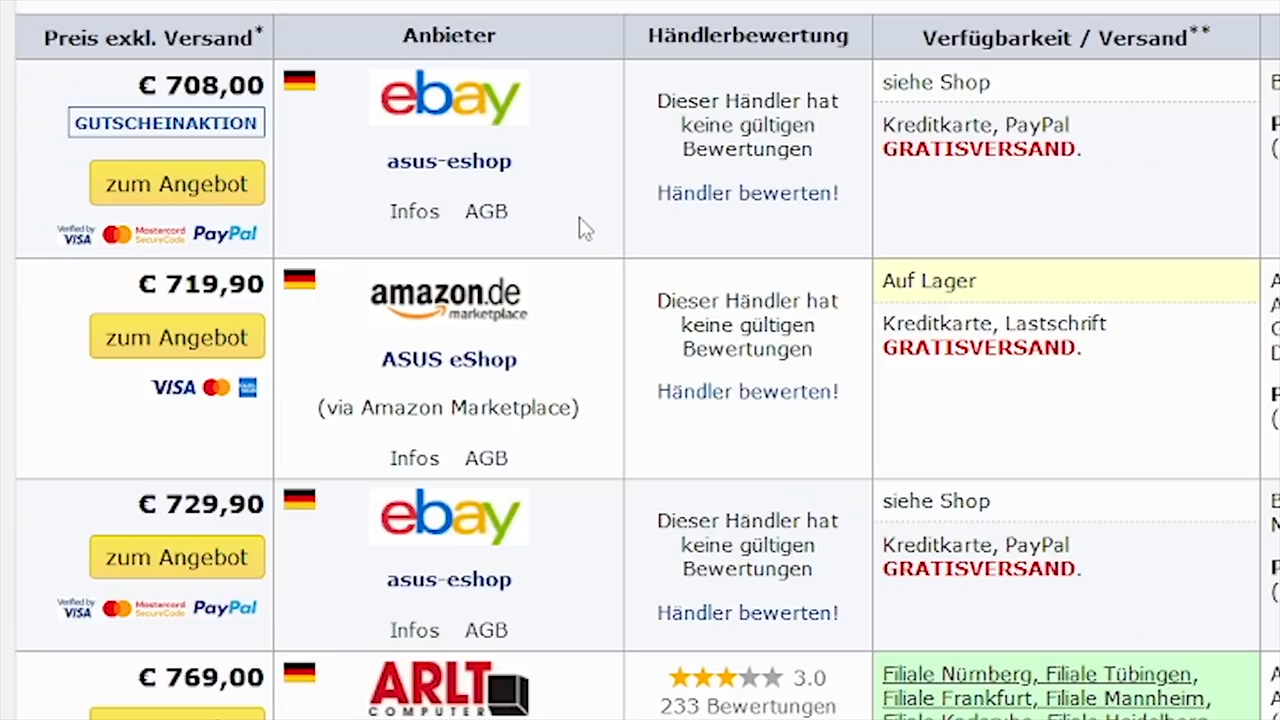 Preis exkl. Versand* Anbieter Händlerbewertung Verfügbarkeit / Versand**
€ 708,00
GUTSCHEINAKTION
zum Angebot
Verified by VISA Mastercard SecureCode PayPal
ebay
asus-eshop
Infos AGB
Dieser Händler hat
keine gültigen
Bewertungen
Händler bewerten!
siehe Shop
Kreditkarte, PayPal
GRATISVERSAND.
€ 719,90
zum Angebot
VISA
amazon.de
marketplace
ASUS eShop
(via Amazon Marketplace)
Infos AGB
Dieser Händler hat
keine gültigen
Bewertungen
Händler bewerten!
Auf Lager
Kreditkarte, Lastschrift
GRATISVERSAND.
€ 729,90
zum Angebot
Verified by VISA Mastercard SecureCode PayPal
ebay
asus-eshop
Infos AGB
Dieser Händler hat
keine gültigen
Bewertungen
Händler bewerten!
siehe Shop
Kreditkarte, PayPal
GRATISVERSAND.
€ 769,00
ARLT
COMPUTER
3.0
233 Bewertungen
Filiale Nürnberg, Filiale Tübingen,
Filiale Frankfurt, Filiale Mannheim,